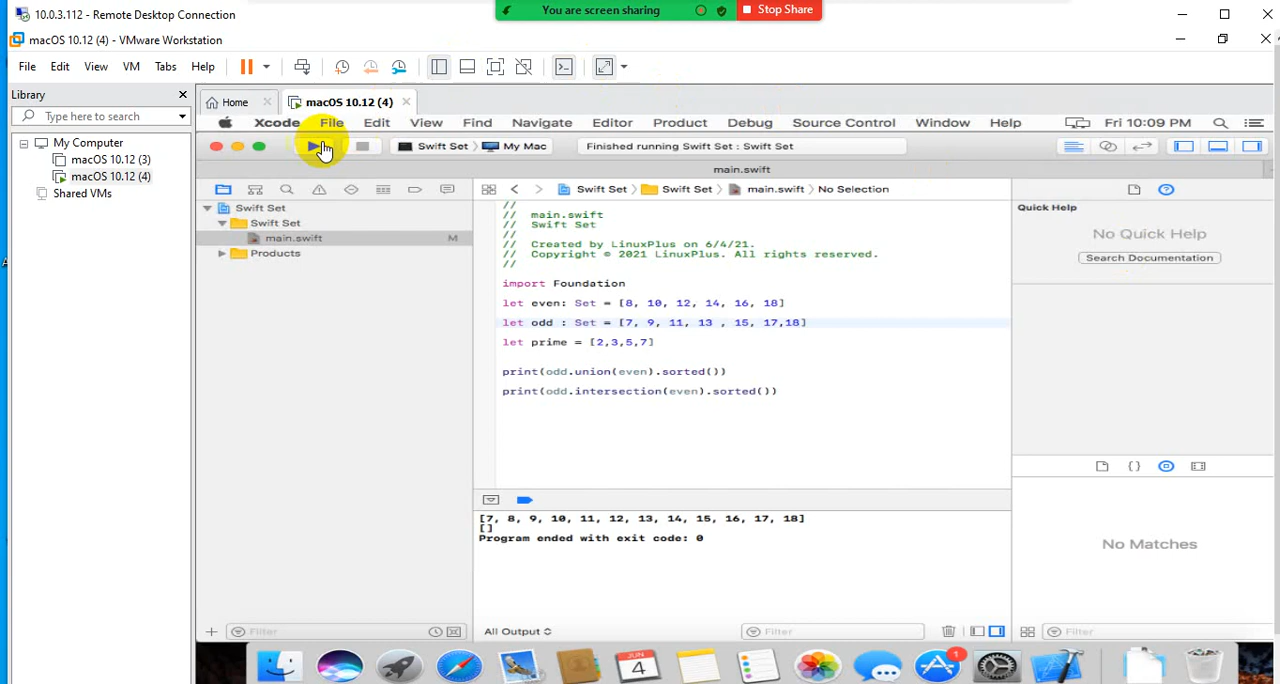 10.0.3.112 - Remote Desktop Connection
You are screen sharing
Stop Share
macOS 10.12 (4) - VMware Workstation
File Edit View VM Tabs Help
Library
Type here to search
My Computer
macOS 10.12 (3)
macOS 10.12 (4)
Shared VMs
Home
macOS 10.12 (4)
Xcode File Edit View Find Navigate Editor Product Debug Source Control Window Help
Fri 10:09 PM
Swift Set My Mac
Finished running Swift Set : Swift Set
main.swift
Swift Set
Swift Set
main.swift M
Products
Filter
Swift Set Swift Set main.swift No Selection
//
// main.swift
// Swift Set
//
// Created by LinuxPlus on 6/4/21.
// Copyright © 2021 LinuxPlus. All rights reserved.
//
import Foundation
let even: Set = [8, 10, 12, 14, 16, 18]
let odd : Set = [7, 9, 11, 13 , 15, 17,18]
let prime = [2,3,5,7]
print(odd.union(even).sorted())
print(odd.intersection(even).sorted())
[7, 8, 9, 10, 11, 12, 13, 14, 15, 16, 17, 18]
[]
Program ended with exit code: 0
All Output
Filter
Quick Help
No Quick Help
Search Documentation
{}
No Matches
Filter
JUN
4
1